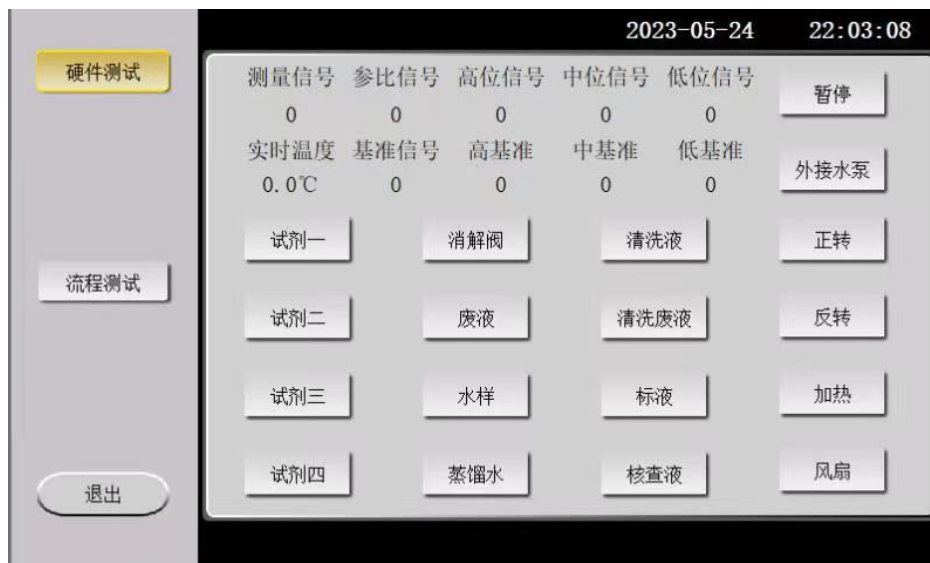 2023-05-24 22:03:08
硬件测试
测量信号 参比信号 高位信号 中位信号 低位信号 暂停
0 0 0 0 0
实时温度 基准信号 高基准 中基准 低基准 外接水泵
0.0℃ 0 0 0 0
试剂一 消解阀 清洗液 正转
流程测试
试剂二 废液 清洗废液 反转
试剂三 水样 标液 加热
试剂四 蒸馏水 核查液 风扇
退出